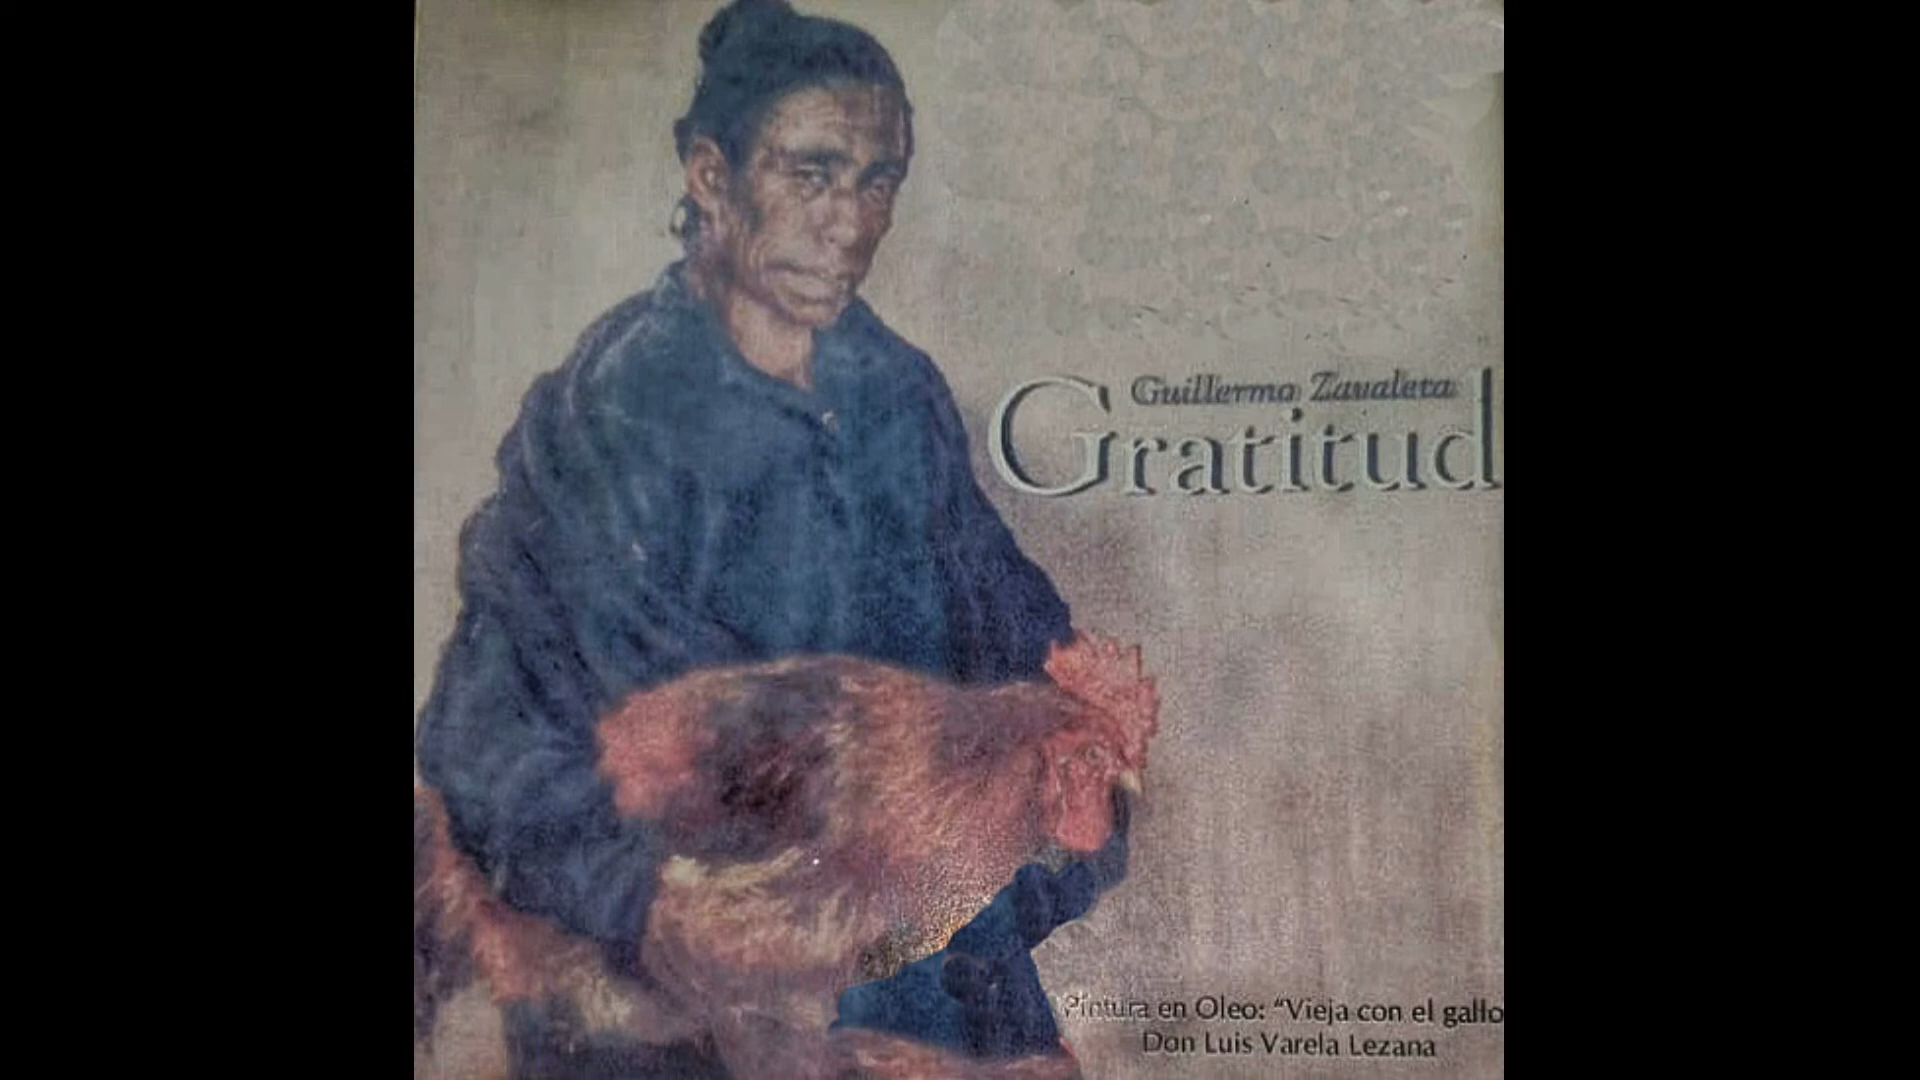 Guillermo Zavaleta
Gratitud
Pintura en Oleo: "Vieja con el gallo
Don Luis Varela Lezana